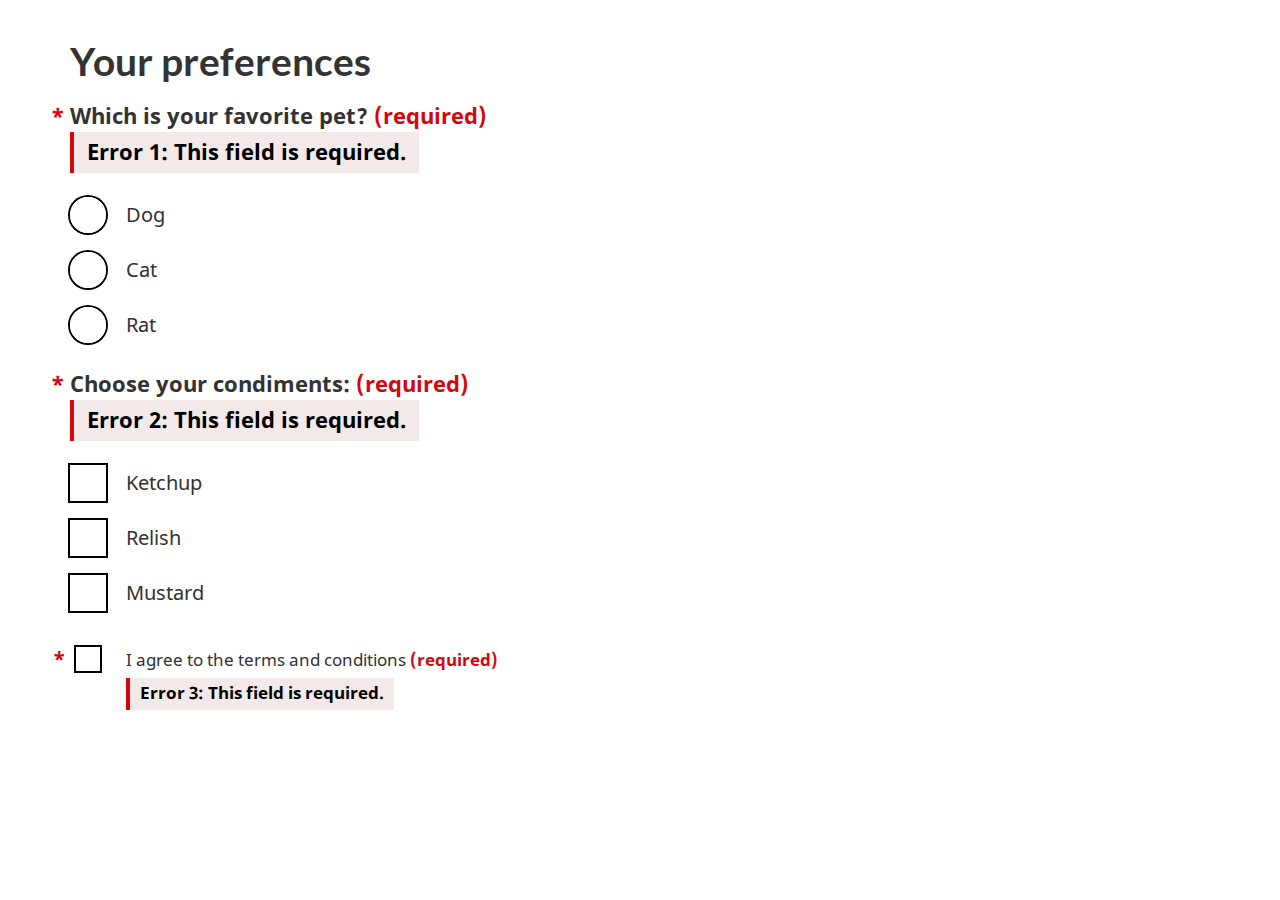 Your preferences
* Which is your favorite pet? (required)
Error 1: This field is required.
Dog
Cat
Rat
* Choose your condiments: (required)
Error 2: This field is required.
Ketchup
Relish
Mustard
* I agree to the terms and conditions (required)
Error 3: This field is required.